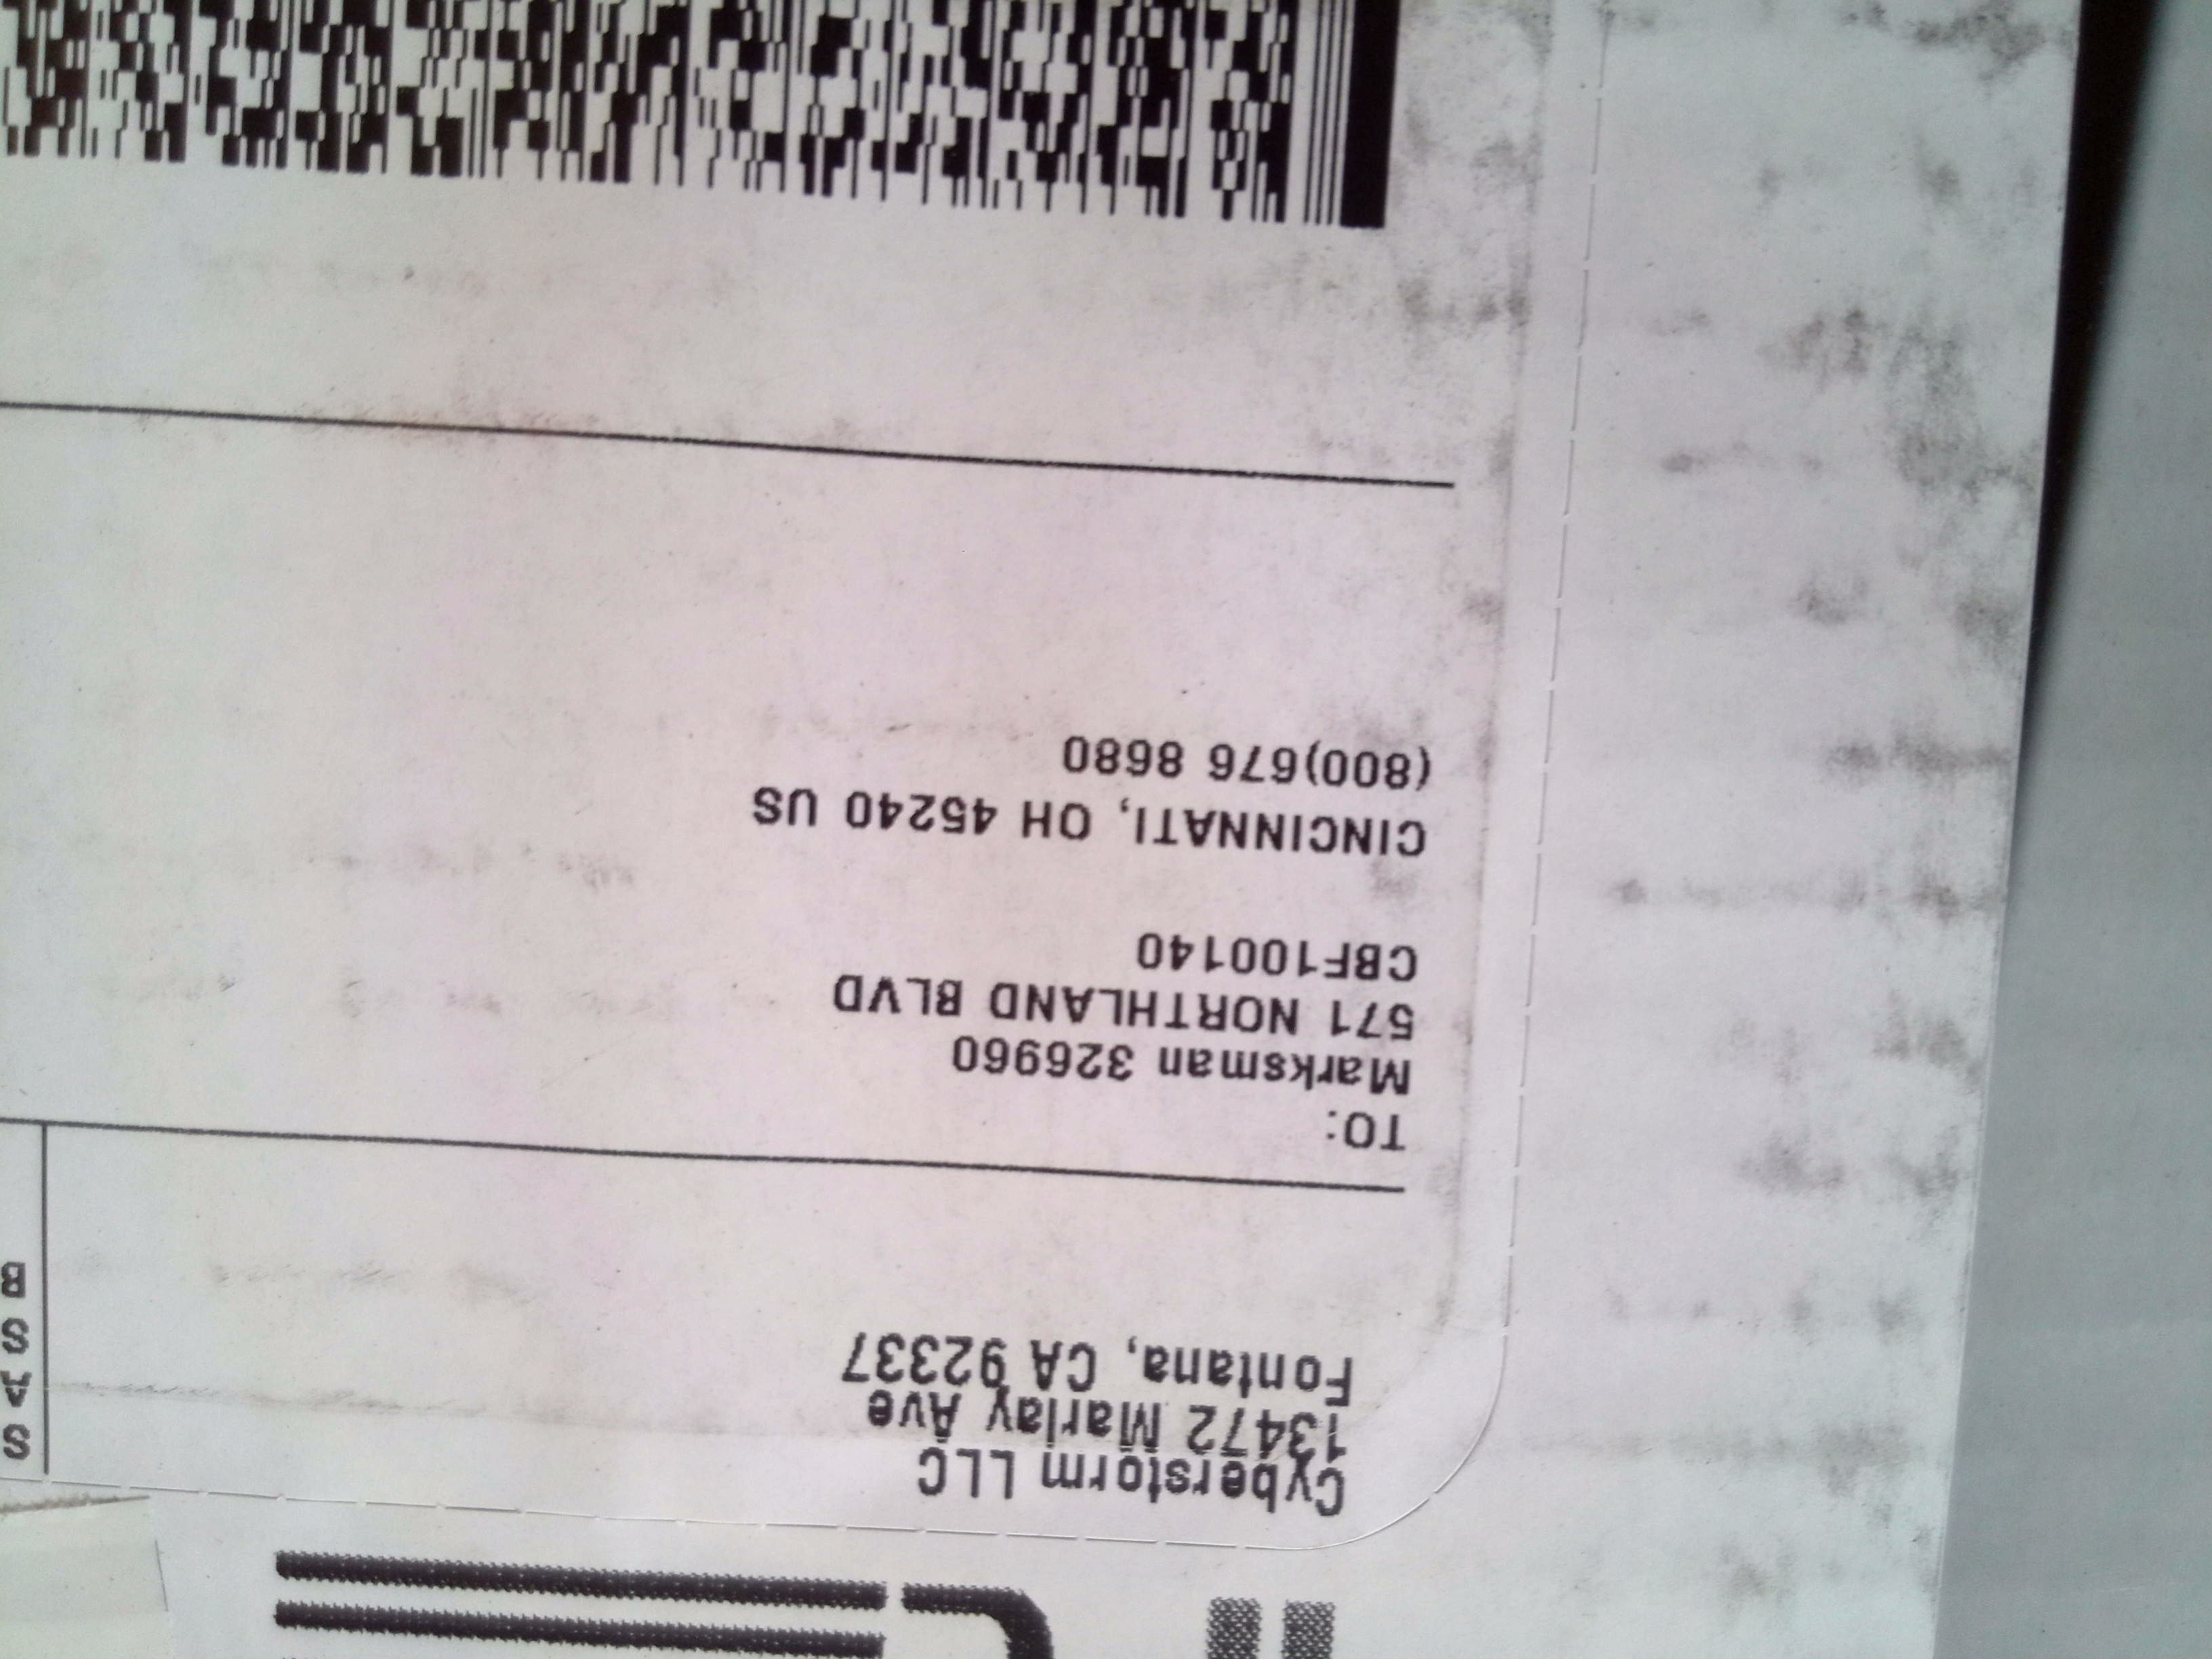 Cyberstorm LLC
13472 Marlay Ave
Fontana, CA 92337
TO:
Marksman 326960
571 NORTHLAND BLVD
CBF100140
CINCINNATI, OH 45240 US
(800)676 8680
S
A
S
B